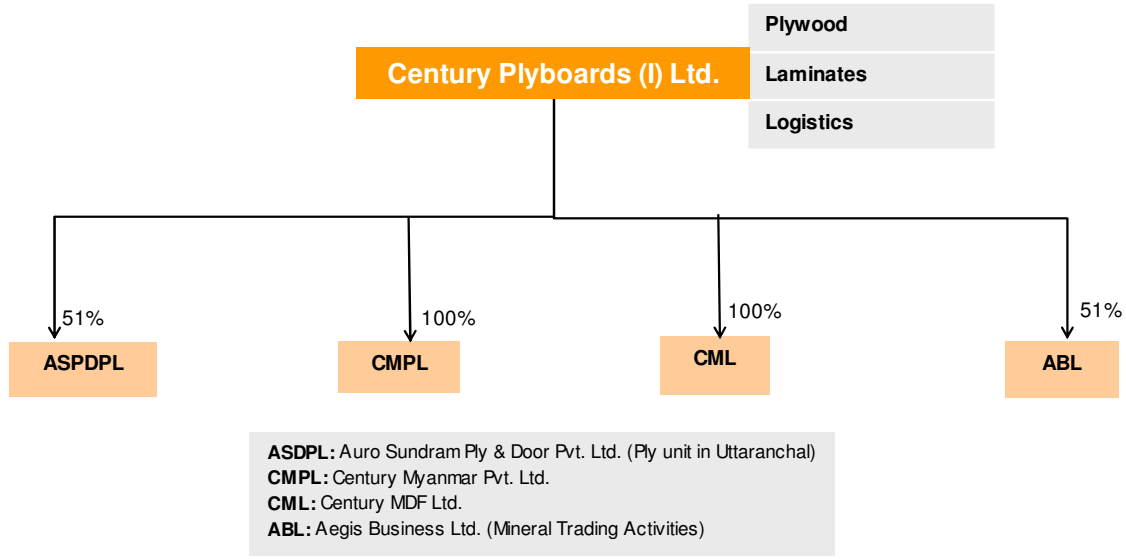 Plywood
Century Plyboards (I) Ltd.
Laminates
Logistics
51%
100%
100%
51%
ASPDPL
CMPL
CML
ABL
ASDPL: Auro Sundram Ply & Door Pvt. Ltd. (Ply unit in Uttaranchal)
CMPL: Century Myanmar Pvt. Ltd.
CML: Century MDF Ltd.
ABL: Aegis Business Ltd. (Mineral Trading Activities)